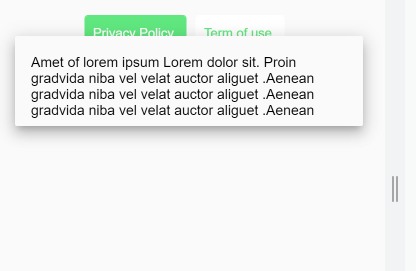 Privacy Policy
Term of use
Amet of lorem ipsum Lorem dolor sit. Proin
gradvida niba vel velat auctor aliguet .Aenean
gradvida niba vel velat auctor aliguet .Aenean
gradvida niba vel velat auctor aliguet .Aenean